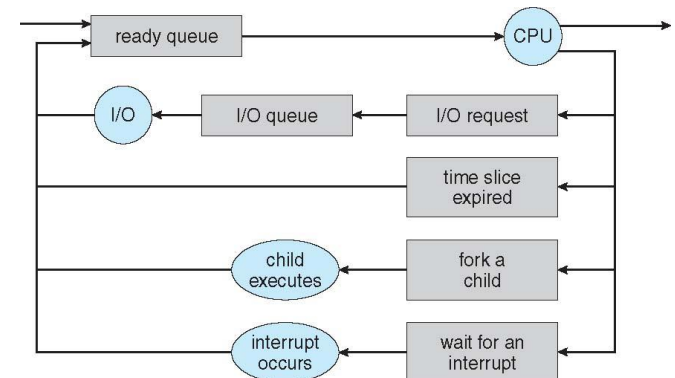 ready queue
CPU
I/O
I/O queue
I/O request
time slice
expired
child
executes
fork a
child
interrupt
occurs
wait for an
interrupt